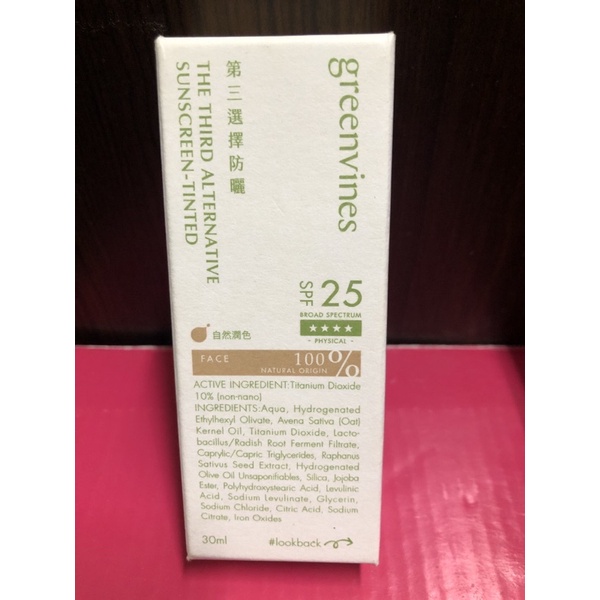 greenvines
第三選擇防曬
THE THIRD ALTERNATIVE
SUNSCREEN-TINTED
SPF 25
BROAD SPECTRUM
★★★★
- PHYSICAL -
自然潤色
FACE
100%
NATURAL ORIGIN
ACTIVE INGREDIENT:Titanium Dioxide
10% (non-nano)
INGREDIENTS:Aqua, Hydrogenated
Ethylhexyl Olivate, Avena Sativa (Oat)
Kernel Oil, Titanium Dioxide, Lacto-
bacillus/Radish Root Ferment Filtrate,
Caprylic/Capric Triglycerides, Raphanus
Sativus Seed Extract, Hydrogenated
Olive Oil Unsaponifiables, Silica, Jojoba
Ester, Polyhydroxystearic Acid, Levulinic
Acid, Sodium Levulinate, Glycerin,
Sodium Chloride, Citric Acid, Sodium
Citrate, Iron Oxides
30ml
#lookback